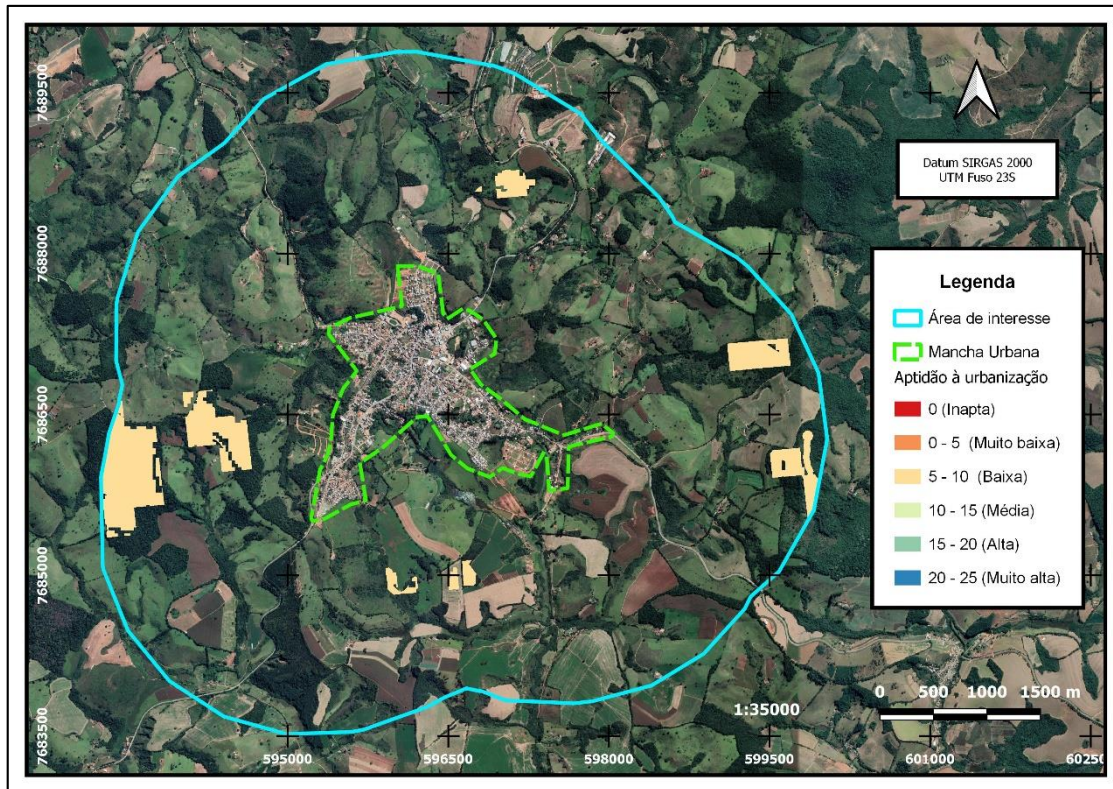 7689500
7688000
7686500
7685000
7683500
Datum SIRGAS 2000
UTM Fuso 23S
Legenda
Área de interesse
Mancha Urbana
Aptidão à urbanização
0 (Inapta)
0 - 5 (Muito baixa)
5 - 10 (Baixa)
10 - 15 (Média)
15 - 20 (Alta)
20 - 25 (Muito alta)
0 500 1000 1500 m
1:35000
595000 596500 598000 599500 601000 60250